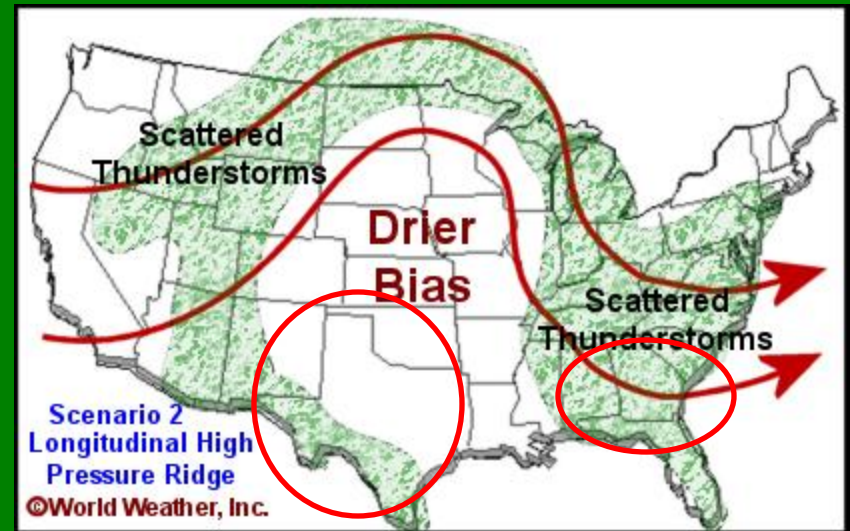 Scattered
Thunderstorms
Drier
Bias
Scattered
Thunderstorms
Scenario 2
Longitudinal High
Pressure Ridge
©World Weather, Inc.